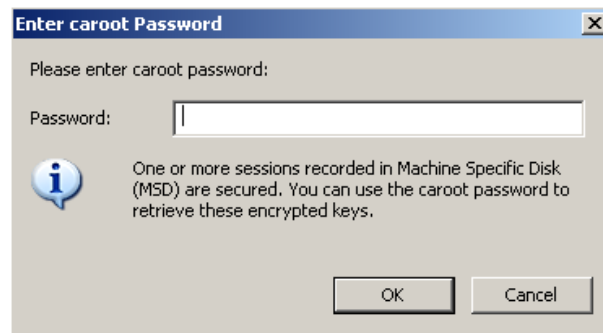 Enter caroot Password
Please enter caroot password:
Password:
One or more sessions recorded in Machine Specific Disk
(MSD) are secured. You can use the caroot password to
retrieve these encrypted keys.
OK Cancel